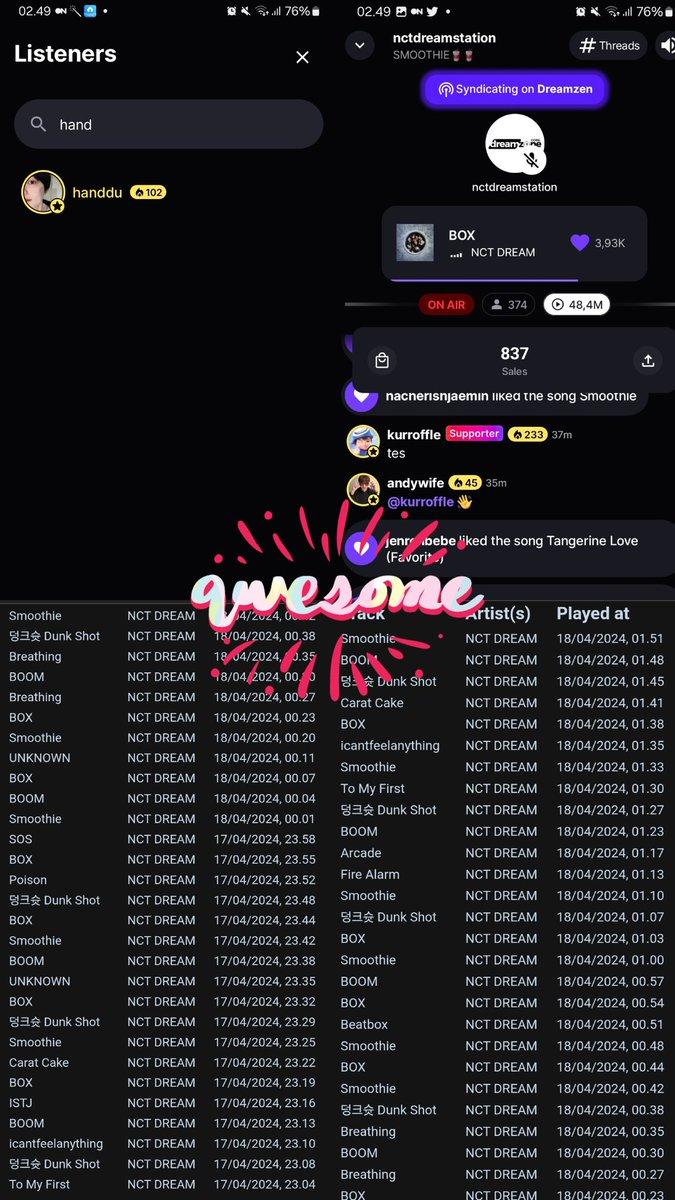 02.49
76%
Listeners
hand
handdu 102
02.49
76%
nctdreamstation
SMOOTHIE
# Threads
Syndicating on Dreamzen
dreamzone
nctdreamstation
BOX
NCT DREAM
3,93K
ON AIR
374
48,4M
837
Sales
nacherishjaemin liked the song Smoothie
kurroffle Supporter 233 37m
tes
andywife 45 35m
@kurroffle 👋
liked the song Tangerine Love
(Favorite)
awesome
Smoothie NCT DREAM 18/04/2024,
덩크슛 Dunk Shot NCT DREAM 18/04/2024, 00.38
Breathing NCT DREAM 18/04/2024, 00.35
BOOM NCT DREAM 18/04/2024, 00.30
Breathing NCT DREAM 18/04/2024, 00.27
BOX NCT DREAM 18/04/2024, 00.23
Smoothie NCT DREAM 18/04/2024, 00.20
UNKNOWN NCT DREAM 18/04/2024, 00.11
BOX NCT DREAM 18/04/2024, 00.07
BOOM NCT DREAM 18/04/2024, 00.04
Smoothie NCT DREAM 18/04/2024, 00.01
SOS NCT DREAM 17/04/2024, 23.58
BOX NCT DREAM 17/04/2024, 23.55
Poison NCT DREAM 17/04/2024, 23.52
덩크슛 Dunk Shot NCT DREAM 17/04/2024, 23.48
BOX NCT DREAM 17/04/2024, 23.44
Smoothie NCT DREAM 17/04/2024, 23.42
BOOM NCT DREAM 17/04/2024, 23.38
UNKNOWN NCT DREAM 17/04/2024, 23.35
BOX NCT DREAM 17/04/2024, 23.32
덩크슛 Dunk Shot NCT DREAM 17/04/2024, 23.29
Smoothie NCT DREAM 17/04/2024, 23.25
Carat Cake NCT DREAM 17/04/2024, 23.22
BOX NCT DREAM 17/04/2024, 23.19
ISTJ NCT DREAM 17/04/2024, 23.16
BOOM NCT DREAM 17/04/2024, 23.13
icantfeelanything NCT DREAM 17/04/2024, 23.10
덩크슛 Dunk Shot NCT DREAM 17/04/2024, 23.08
To My First NCT DREAM 17/04/2024, 23.04
Track Artist(s) Played at
Smoothie NCT DREAM 18/04/2024, 01.51
BOOM NCT DREAM 18/04/2024, 01.48
덩크슛 Dunk Shot NCT DREAM 18/04/2024, 01.45
Carat Cake NCT DREAM 18/04/2024, 01.41
BOX NCT DREAM 18/04/2024, 01.38
icantfeelanything NCT DREAM 18/04/2024, 01.35
Smoothie NCT DREAM 18/04/2024, 01.33
To My First NCT DREAM 18/04/2024, 01.30
덩크슛 Dunk Shot NCT DREAM 18/04/2024, 01.27
BOOM NCT DREAM 18/04/2024, 01.23
Arcade NCT DREAM 18/04/2024, 01.17
Fire Alarm NCT DREAM 18/04/2024, 01.13
Smoothie NCT DREAM 18/04/2024, 01.10
덩크슛 Dunk Shot NCT DREAM 18/04/2024, 01.07
BOX NCT DREAM 18/04/2024, 01.03
Smoothie NCT DREAM 18/04/2024, 01.00
BOOM NCT DREAM 18/04/2024, 00.57
BOX NCT DREAM 18/04/2024, 00.54
Beatbox NCT DREAM 18/04/2024, 00.51
Smoothie NCT DREAM 18/04/2024, 00.48
BOX NCT DREAM 18/04/2024, 00.44
Smoothie NCT DREAM 18/04/2024, 00.42
덩크슛 Dunk Shot NCT DREAM 18/04/2024, 00.38
Breathing NCT DREAM 18/04/2024, 00.35
BOOM NCT DREAM 18/04/2024, 00.30
Breathing NCT DREAM 18/04/2024, 00.27
BOX NCT DREAM 18/04/2024, 00.23